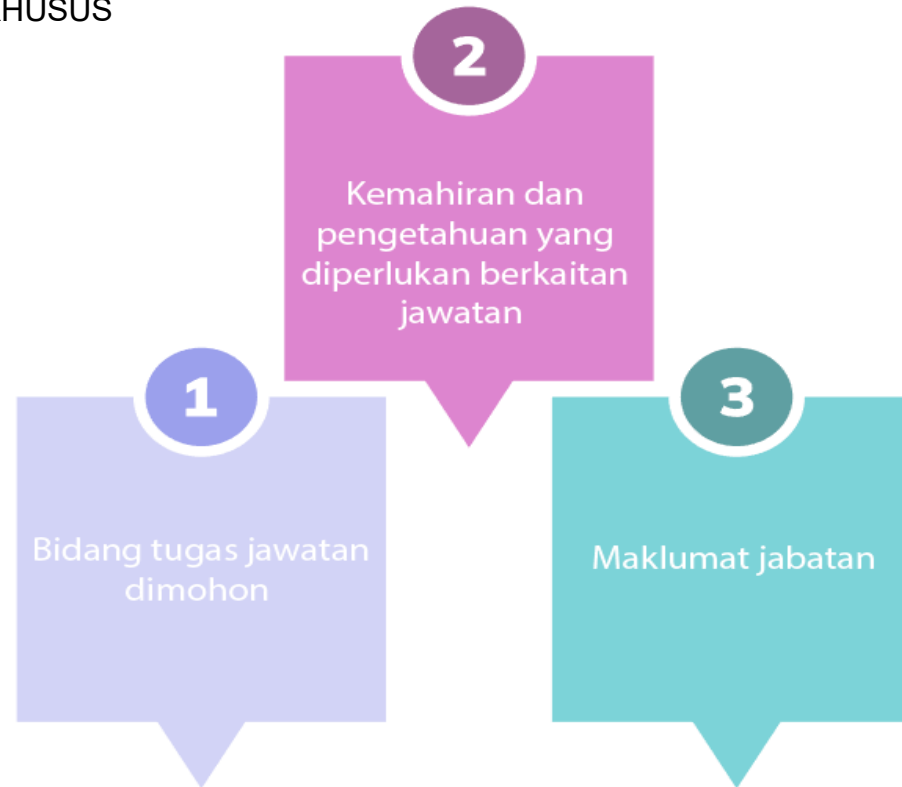 HUSUS
1
Bidang tugas jawatan
dimohon
2
Kemahiran dan
pengetahuan yang
diperlukan berkaitan
jawatan
3
Maklumat jabatan